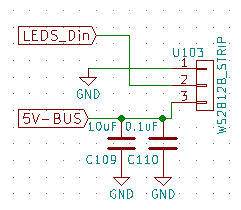 LEDS_Din
U103
1
2
3
WS2812B_STRIP
GND
5V-BUS
10uF
0.1uF
C109
C110
GND
GND